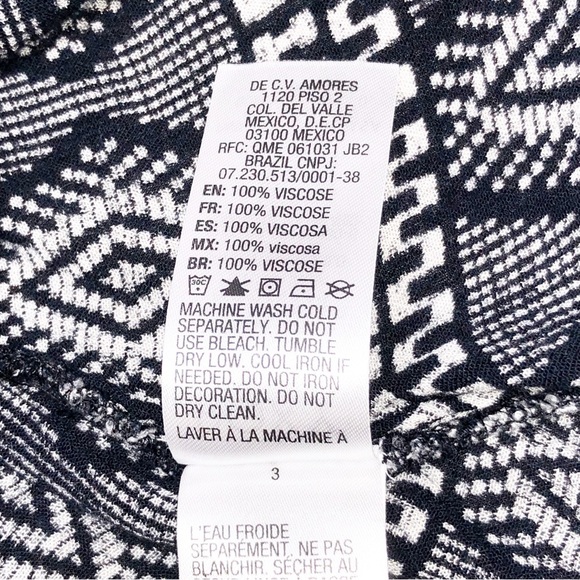 DE C.V. AMORES
1120 PISO 2
COL. DEL VALLE
MEXICO, D.E.CP
03100 MEXICO
RFC: QME 061031 JB2
BRAZIL CNPJ:
07.230.513/0001-38
EN: 100% VISCOSE
FR: 100% VISCOSE
ES: 100% VISCOSA
MX: 100% viscosa
BR: 100% VISCOSE
30C
MACHINE WASH COLD
SEPARATELY. DO NOT
USE BLEACH. TUMBLE
DRY LOW. COOL IRON IF
NEEDED. DO NOT IRON
DECORATION. DO NOT
DRY CLEAN.
LAVER À LA MACHINE À
3
L'EAU FROIDE
SÉPARÉMENT. NE PAS
BLANCHIR. SÉCHER AU